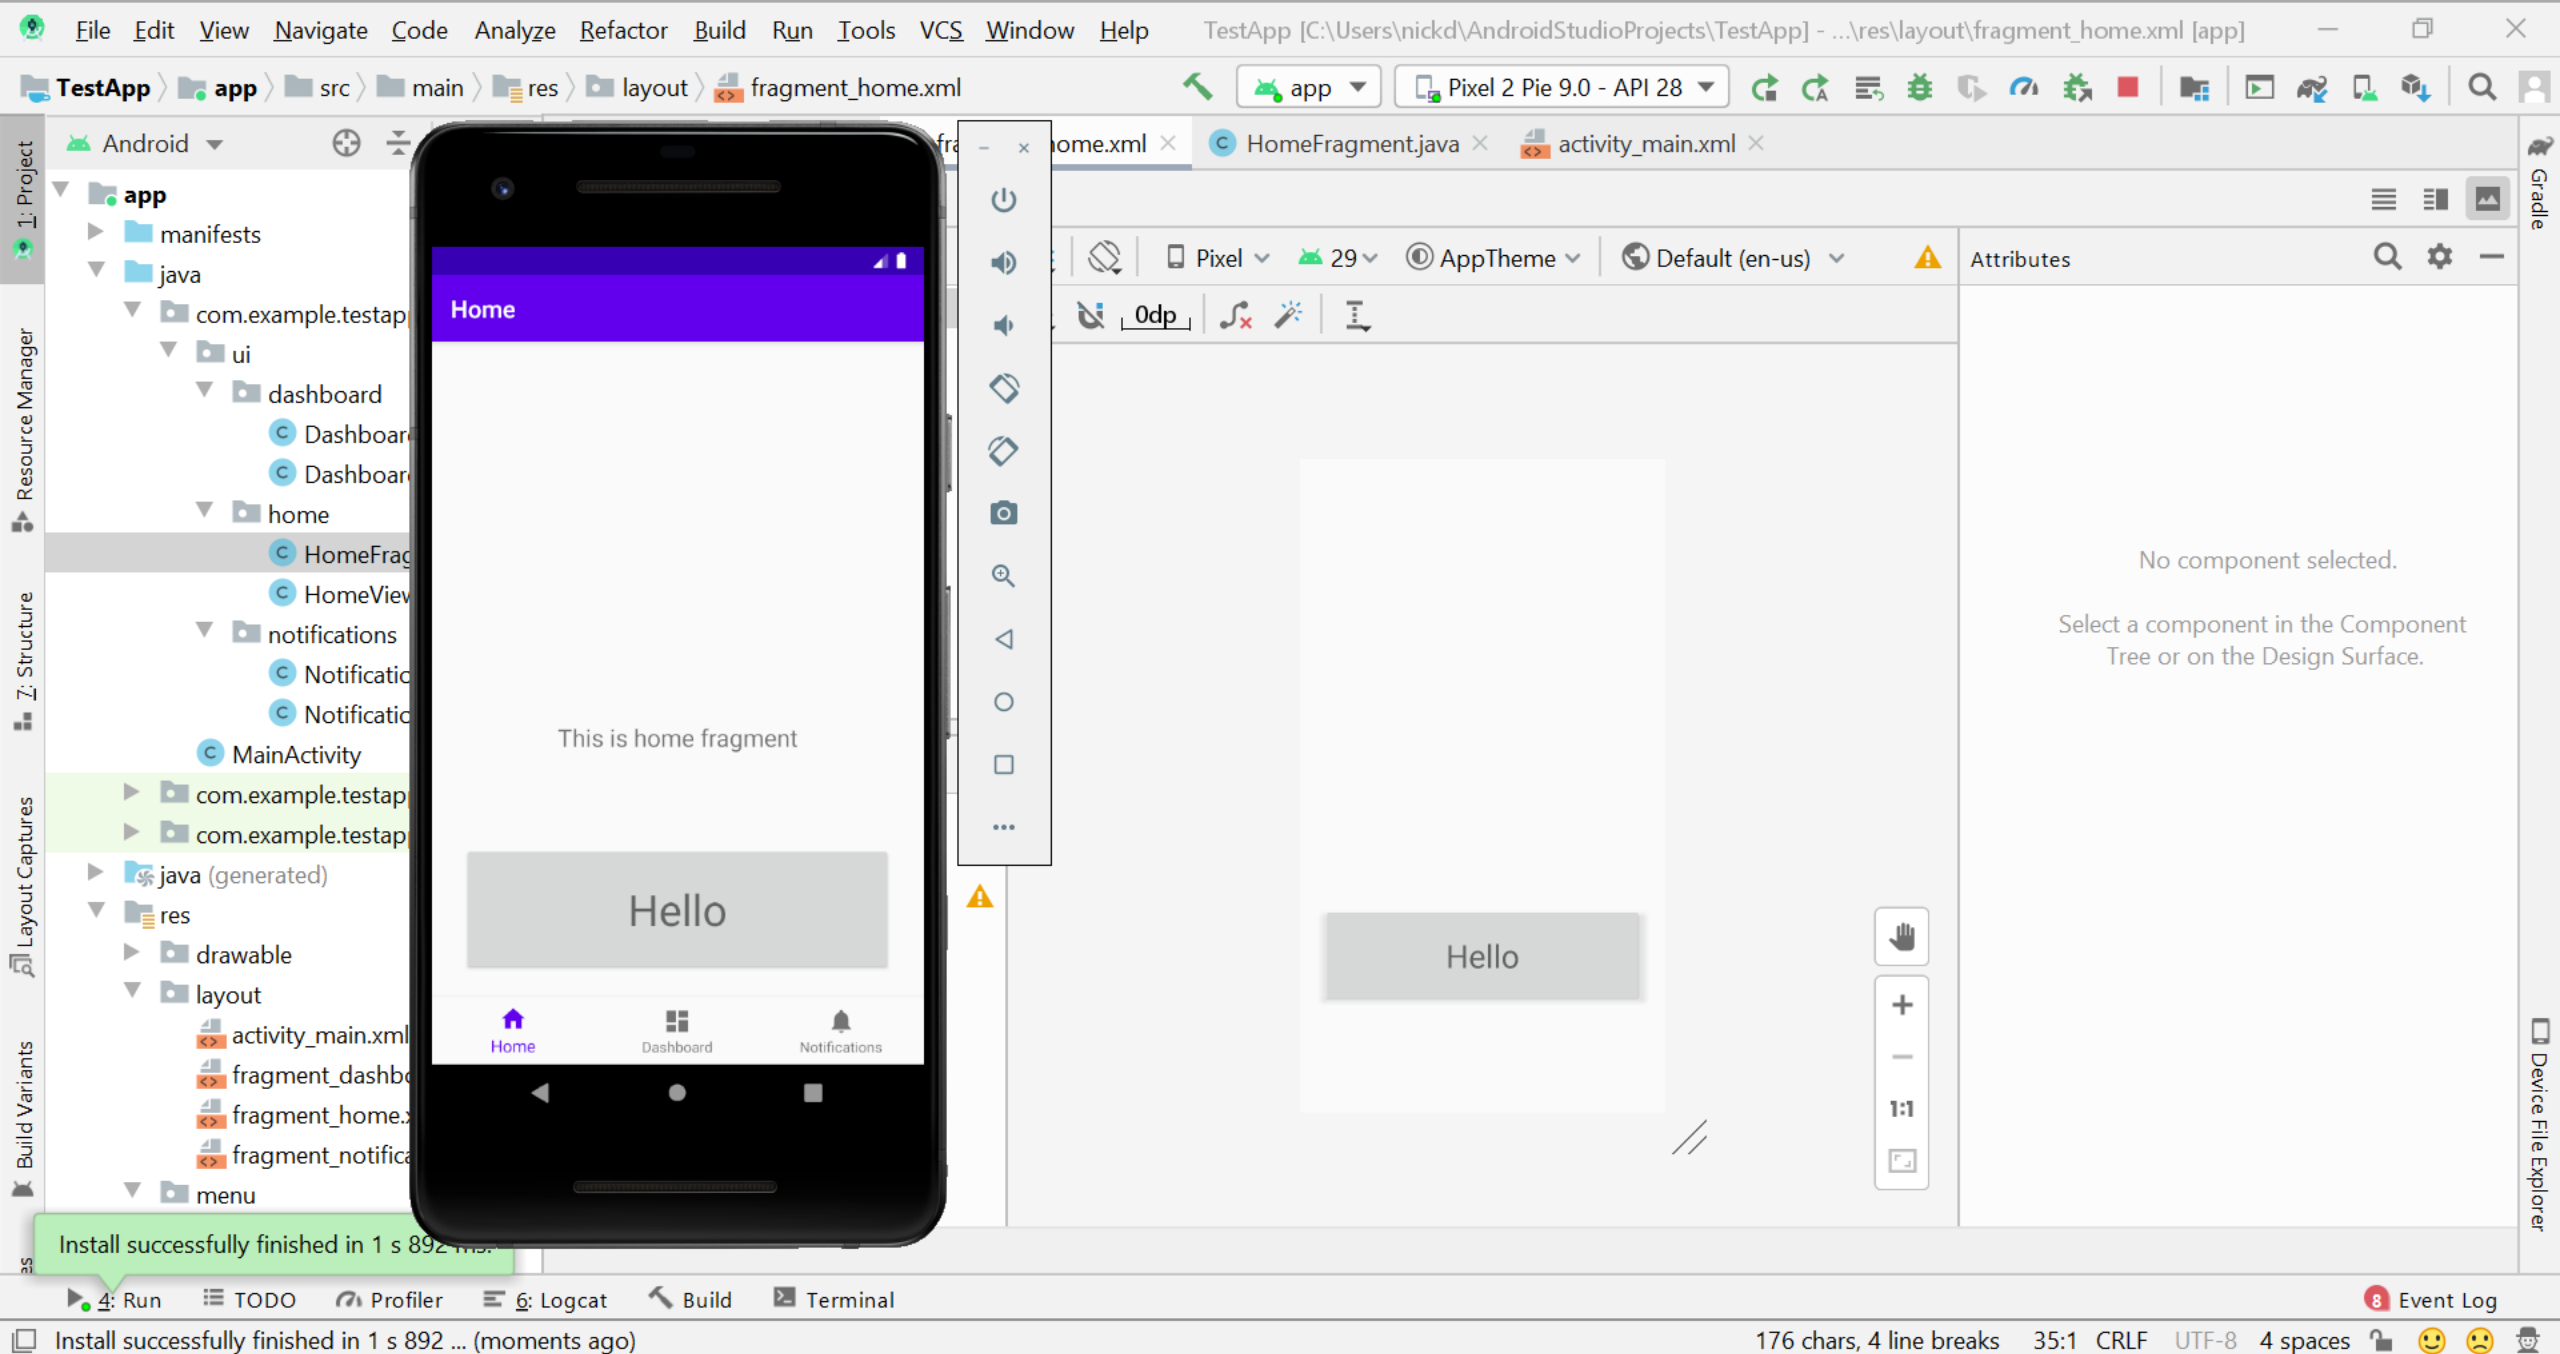 File Edit View Navigate Code Analyze Refactor Build Run Tools VCS Window Help TestApp [C:\Users\nickd\AndroidStudioProjects\TestApp] - ...\res\layout\fragment_home.xml [app]
TestApp app src main res layout fragment_home.xml app Pixel 2 Pie 9.0 - API 28
Android
home.xml HomeFragment.java activity_main.xml
1: Project
Resource Manager
7: Structure
Layout Captures
Build Variants
app
manifests
java
com.example.testapp
ui
dashboard
Dashboar
Dashboar
home
HomeFrag
HomeView
notifications
Notificatio
Notificatio
MainActivity
com.example.testapp
com.example.testapp
java (generated)
res
drawable
layout
activity_main.xml
fragment_dashbo
fragment_home.x
fragment_notifica
menu
Home
This is home fragment
Hello
Home Dashboard Notifications
Pixel 29 AppTheme Default (en-us)
0dp
Hello
1:1
Attributes
No component selected.
Select a component in the Component
Tree or on the Design Surface.
Gradle
Device File Explorer
Install successfully finished in 1 s 892 ms.
4: Run TODO Profiler 6: Logcat Build Terminal 8 Event Log
Install successfully finished in 1 s 892 ... (moments ago) 176 chars, 4 line breaks 35:1 CRLF UTF-8 4 spaces